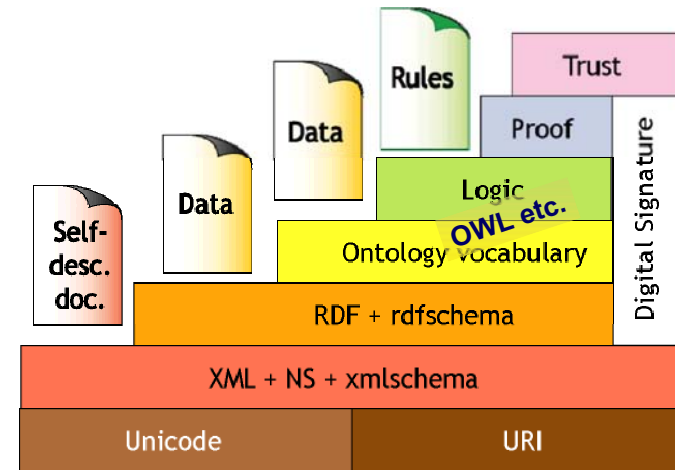 Rules
Trust
Data
Proof
Data
Logic
OWL etc.
Self-
desc.
doc.
Ontology vocabulary
Digital Signature
RDF + rdfschema
XML + NS + xmlschema
Unicode
URI